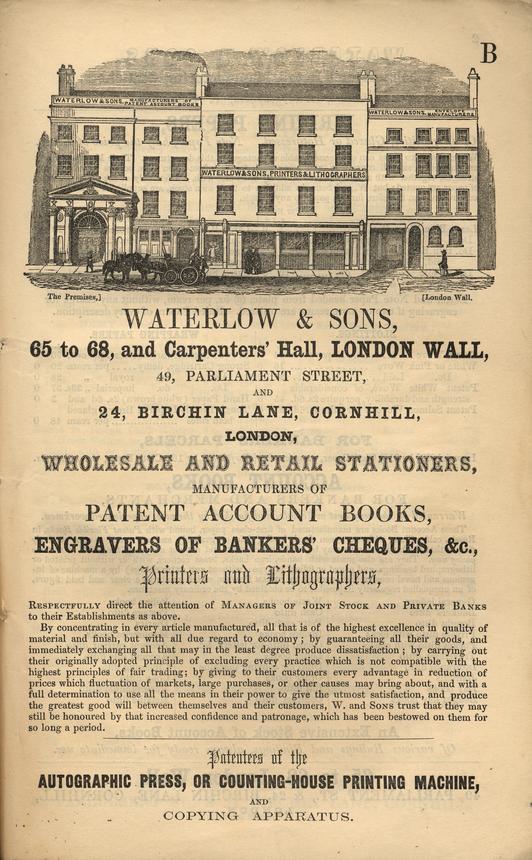 B
WATERLOW & SONS, MANUFACTURERS OF
PATENT ACCOUNT BOOKS
WATERLOW & SONS, PRINTERS & LITHOGRAPHERS
WATERLOW & SONS, ENVELOPE
MANUFACTURERS
The Premises,]
[London Wall.
WATERLOW & SONS,
65 to 68, and Carpenters' Hall, LONDON WALL,
49, PARLIAMENT STREET,
AND
24, BIRCHIN LANE, CORNHILL,
LONDON,
WHOLESALE AND RETAIL STATIONERS,
MANUFACTURERS OF
PATENT ACCOUNT BOOKS,
ENGRAVERS OF BANKERS' CHEQUES, &c.,
Printers and Lithographers,
RESPECTFULLY direct the attention of MANAGERS OF JOINT STOCK AND PRIVATE BANKS
to their Establishments as above.
By concentrating in every article manufactured, all that is of the highest excellence in quality of
material and finish, but with all due regard to economy; by guaranteeing all their goods, and
immediately exchanging all that may in the least degree produce dissatisfaction; by carrying out
their originally adopted principle of excluding every practice which is not compatible with the
highest principles of fair trading; by giving to their customers every advantage in reduction of
prices which fluctuation of markets, large purchases, or other causes may bring about, and with a
full determination to use all the means in their power to give the utmost satisfaction, and produce
the greatest good will between themselves and their customers, W. and SONS trust that they may
still be honoured by that increased confidence and patronage, which has been bestowed on them for
so long a period.
Patentees of the
AUTOGRAPHIC PRESS, OR COUNTING-HOUSE PRINTING MACHINE,
AND
COPYING APPARATUS.